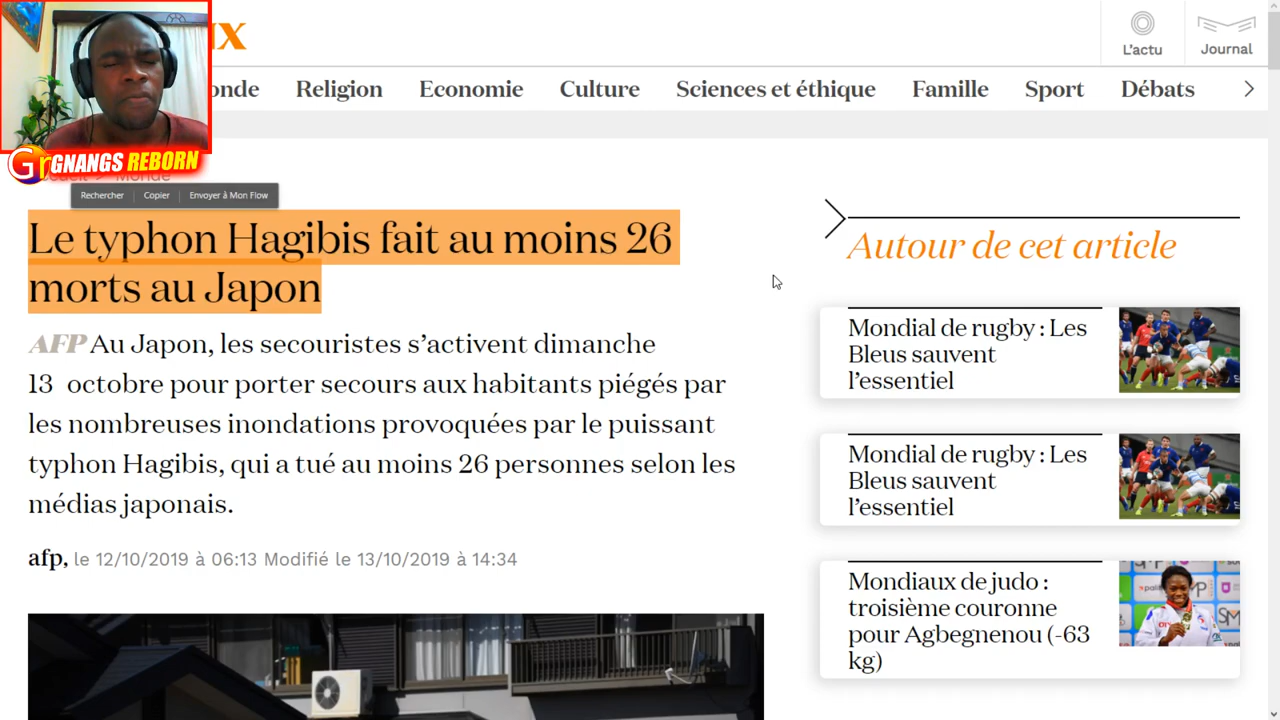 IX
L'actu
Journal
onde Religion Economie Culture Sciences et éthique Famille Sport Débats
Gr GNANGS REBORN
Rechercher Copier Envoyer à Mon Flow
Le typhon Hagibis fait au moins 26
morts au Japon
AFP Au Japon, les secouristes s'activent dimanche
13 octobre pour porter secours aux habitants piégés par
les nombreuses inondations provoquées par le puissant
typhon Hagibis, qui a tué au moins 26 personnes selon les
médias japonais.
afp, le 12/10/2019 à 06:13 Modifié le 13/10/2019 à 14:34
Autour de cet article
Mondial de rugby : Les
Bleus sauvent
l'essentiel
Mondial de rugby : Les
Bleus sauvent
l'essentiel
Mondiaux de judo :
troisième couronne
pour Agbegnenou (-63
kg)